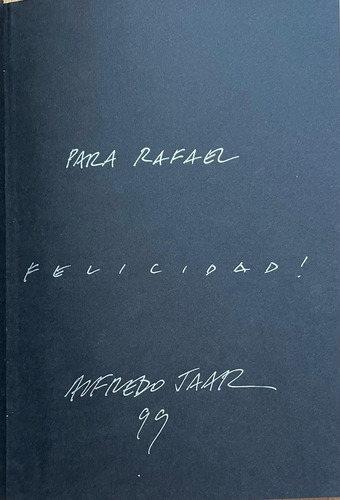 PARA RAFAEL
FELICIDAD!
ALFREDO JAAR
99